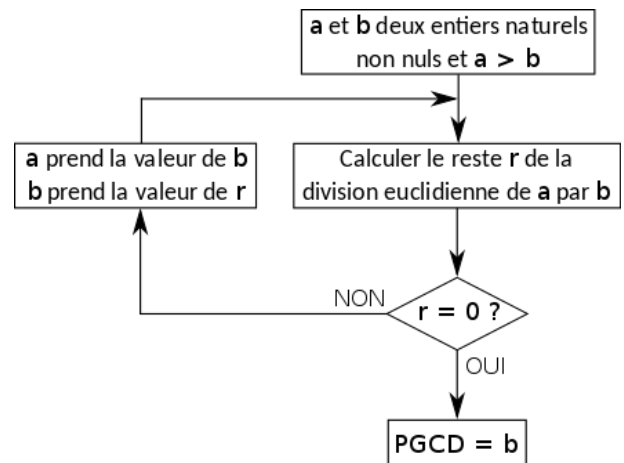 a et b deux entiers naturels
non nuls et a > b
a prend la valeur de b
b prend la valeur de r
Calculer le reste r de la
division euclidienne de a par b
NON
r = 0 ?
OUI
PGCD = b